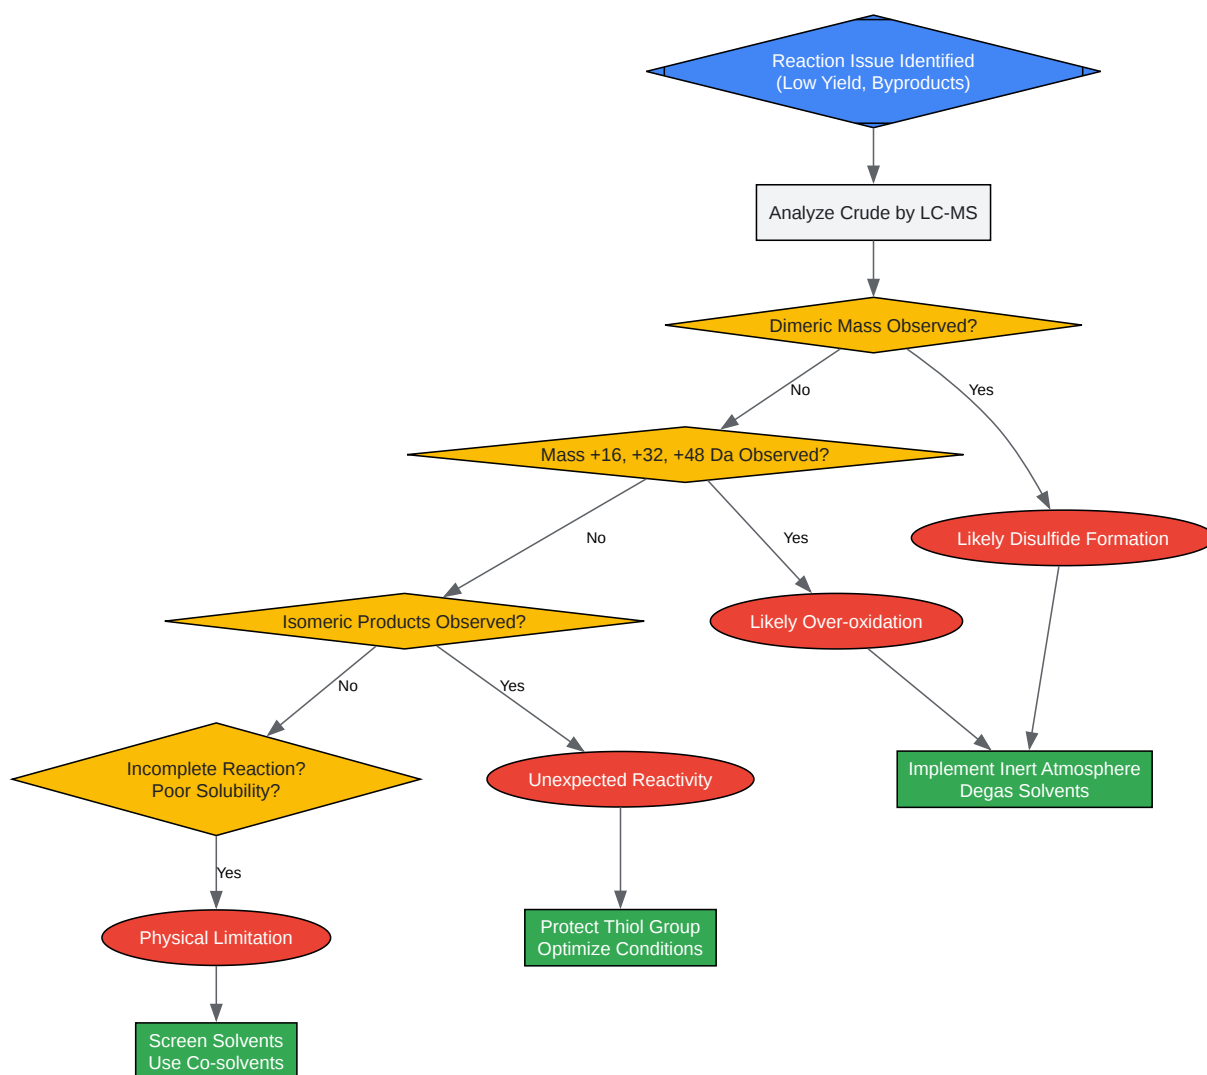 Reaction Issue Identified
(Low Yield, Byproducts)
Analyze Crude by LC-MS
Dimeric Mass Observed?
No
Yes
Mass +16, +32, +48 Da Observed?
No
Yes
Likely Disulfide Formation
Isomeric Products Observed?
Likely Over-oxidation
No
Yes
Incomplete Reaction?
Poor Solubility?
Unexpected Reactivity
Implement Inert Atmosphere
Degas Solvents
Yes
Physical Limitation
Protect Thiol Group
Optimize Conditions
Screen Solvents
Use Co-solvents